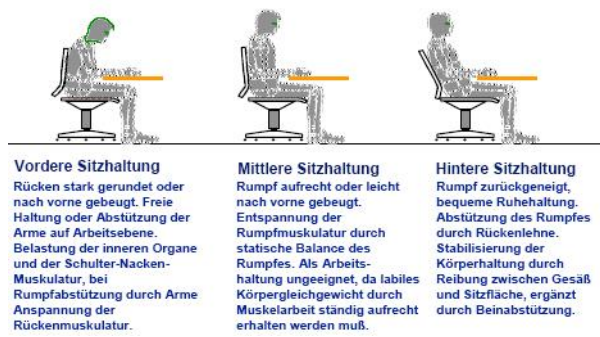 Vordere Sitzhaltung
Rücken stark gerundet oder
nach vorne gebeugt. Freie
Haltung oder Abstützung der
Arme auf Arbeitsebene.
Belastung der inneren Organe
und der Schulter-Nacken-
Muskulatur, bei
Rumpfabstützung durch Arme
Anspannung der
Rückenmuskulatur.
Mittlere Sitzhaltung
Rumpf aufrecht oder leicht
nach vorne gebeugt.
Entspannung der
Rumpfmuskulatur durch
statische Balance des
Rumpfes. Als Arbeits-
haltung ungeeignet, da labiles
Körpergleichgewicht durch
Muskelarbeit ständig aufrecht
erhalten werden muß.
Hintere Sitzhaltung
Rumpf zurückgeneigt,
bequeme Ruhehaltung.
Abstützung des Rumpfes
durch Rückenlehne.
Stabilisierung der
Körperhaltung durch
Reibung zwischen Gesäß
und Sitzfläche, ergänzt
durch Beinabstützung.